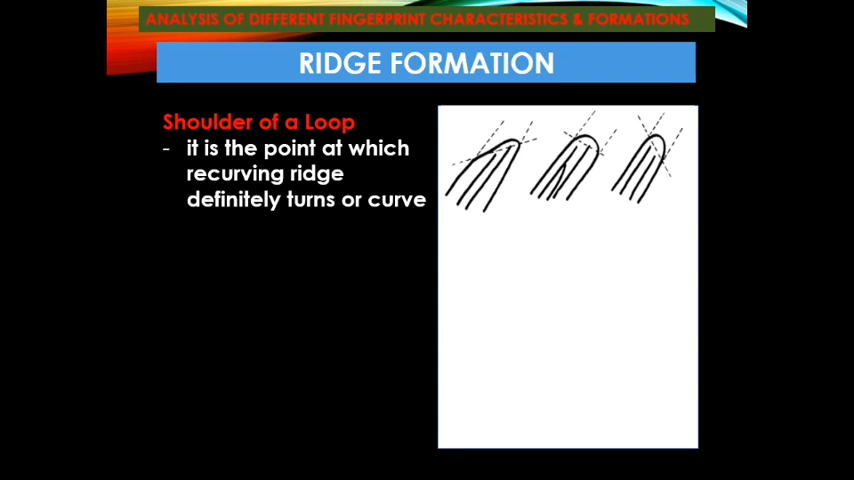 ANALYSIS OF DIFFERENT FINGERPRINT CHARACTERISTICS & FORMATIONS
RIDGE FORMATION
Shoulder of a Loop
- it is the point at which
recurving ridge
definitely turns or curve